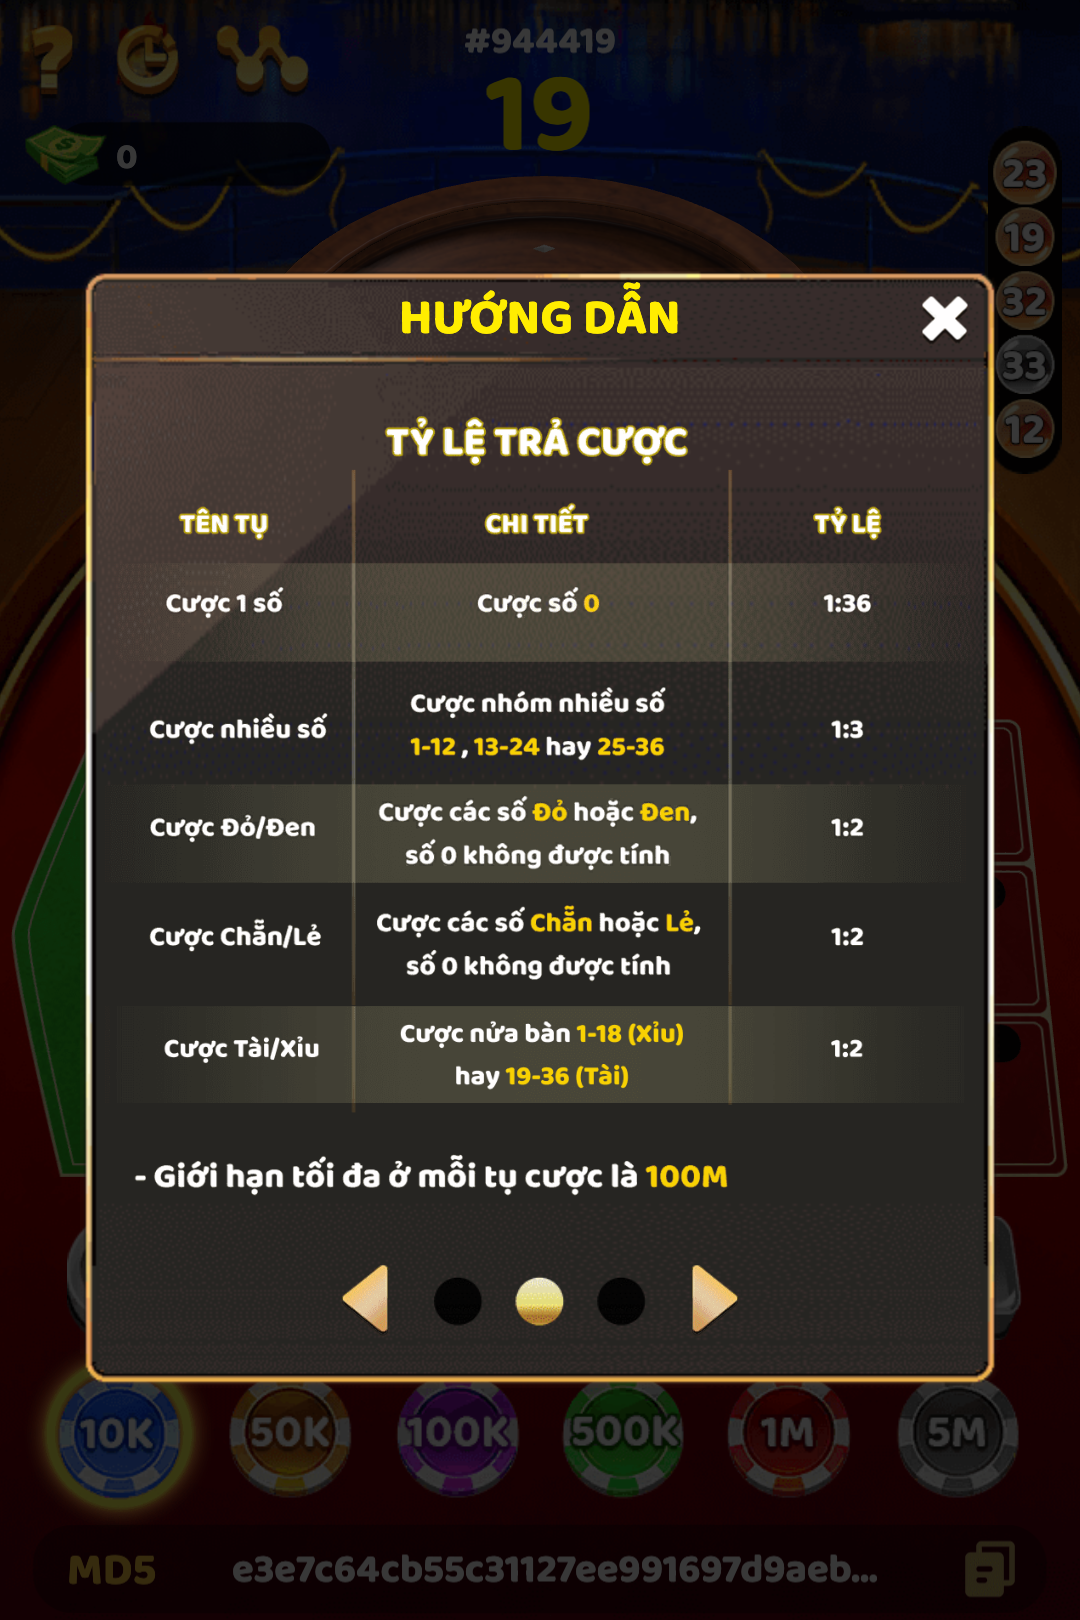 #944419
19
0
23
19
32
33
12
HƯỚNG DẪN
TỶ LỆ TRẢ CƯỢC
TÊN TỤ CHI TIẾT TỶ LỆ
Cược 1 số Cược số 0 1:36
Cược nhiều số Cược nhóm nhiều số
1-12 , 13-24 hay 25-36 1:3
Cược Đỏ/Đen Cược các số Đỏ hoặc Đen,
số 0 không được tính 1:2
Cược Chẵn/Lẻ Cược các số Chẵn hoặc Lẻ,
số 0 không được tính 1:2
Cược Tài/Xỉu Cược nửa bàn 1-18 (Xỉu)
hay 19-36 (Tài) 1:2
- Giới hạn tối đa ở mỗi tụ cược là 100M
10K 50K 100K 500K 1M 5M
MD5 e3e7c64cb55c31127ee991697d9aeb...